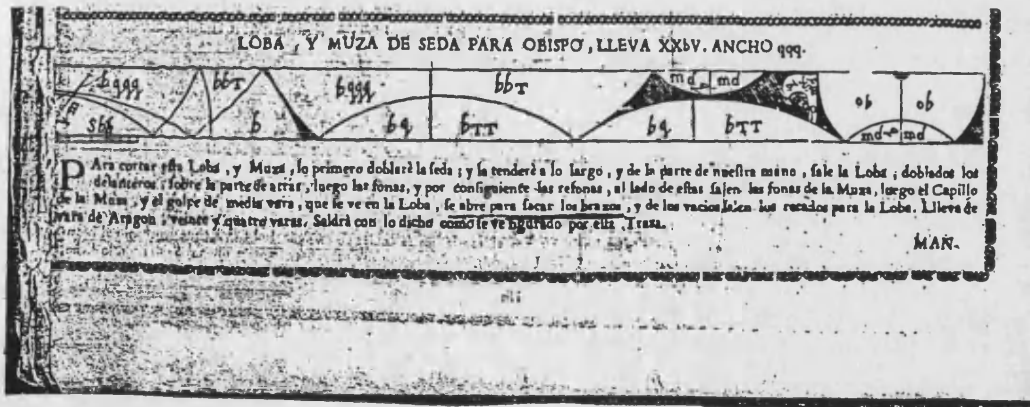 LOBA, Y MUZA DE SEDA PARA OBISPO, LLEVA XXbV. ANCHO qqq.
bqqq bbT bqqq bbT md md ob ob
b bq bTT bq bTT md md
PAra cortar esta Loba, y Muza, lo primero doblarè la seda; y la tenderè a lo largo, y de la parte de nuestra mano, sale la Loba; doblados los
delanteros, sobre la parte de atras, luego las fonas, y por consiguiente las refonas, al lado de estas salen las fonas de la Muza, luego el Capillo
de la Muza, y el golpe de media vara, que se ve en la Loba, se abre para sacar los brazos, y de los vacios salen los recados para la Loba. Lleva de
vara de Aragon, veinte y quatro varas. Saldrà con lo dicho como se ve figurado por esta Traza.
MAN-